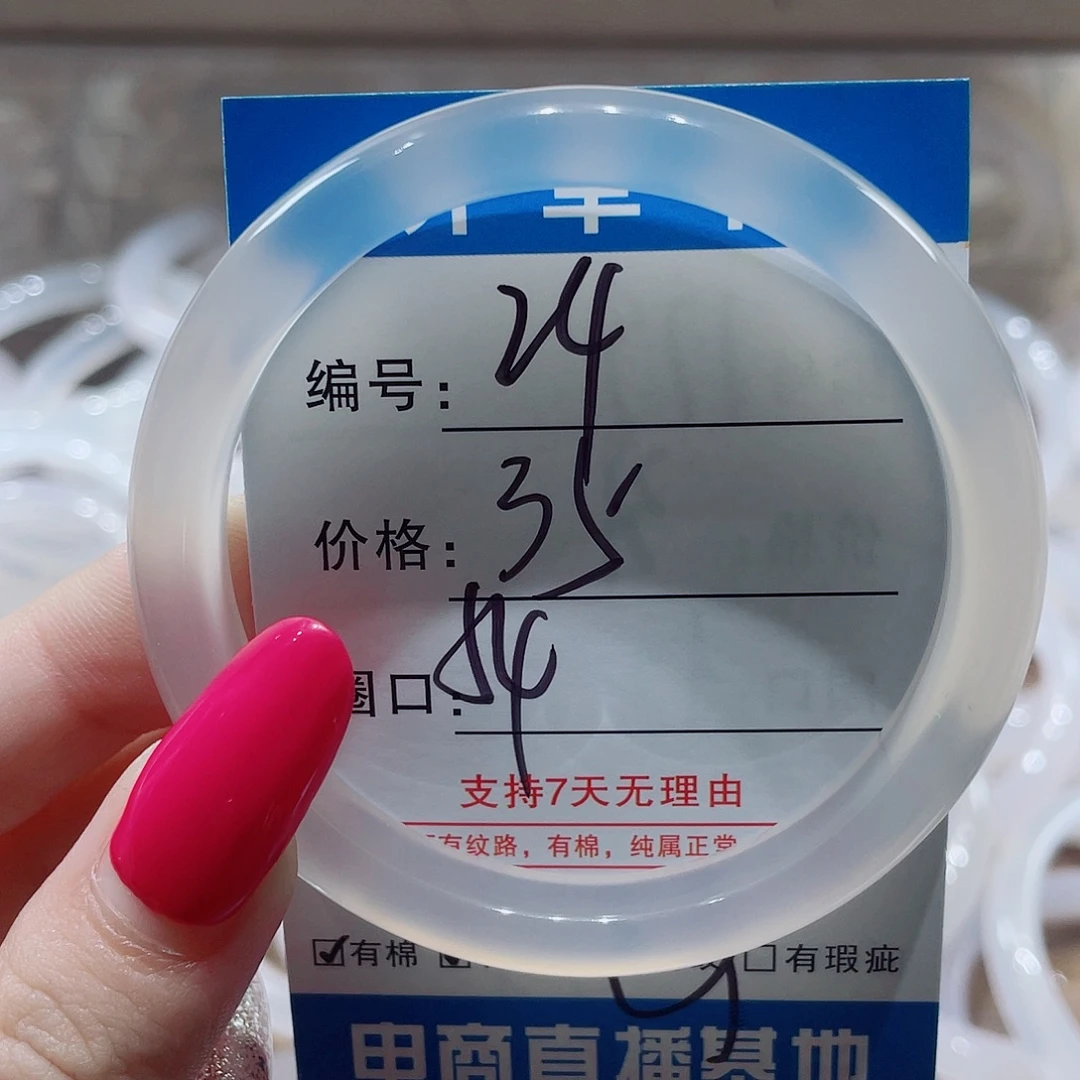 编号: 24
价格: 35
圈口: 54
支持7天无理由
有纹路，有棉，纯属正常
☑有棉 ☑ □有瑕疵
电商直播基地